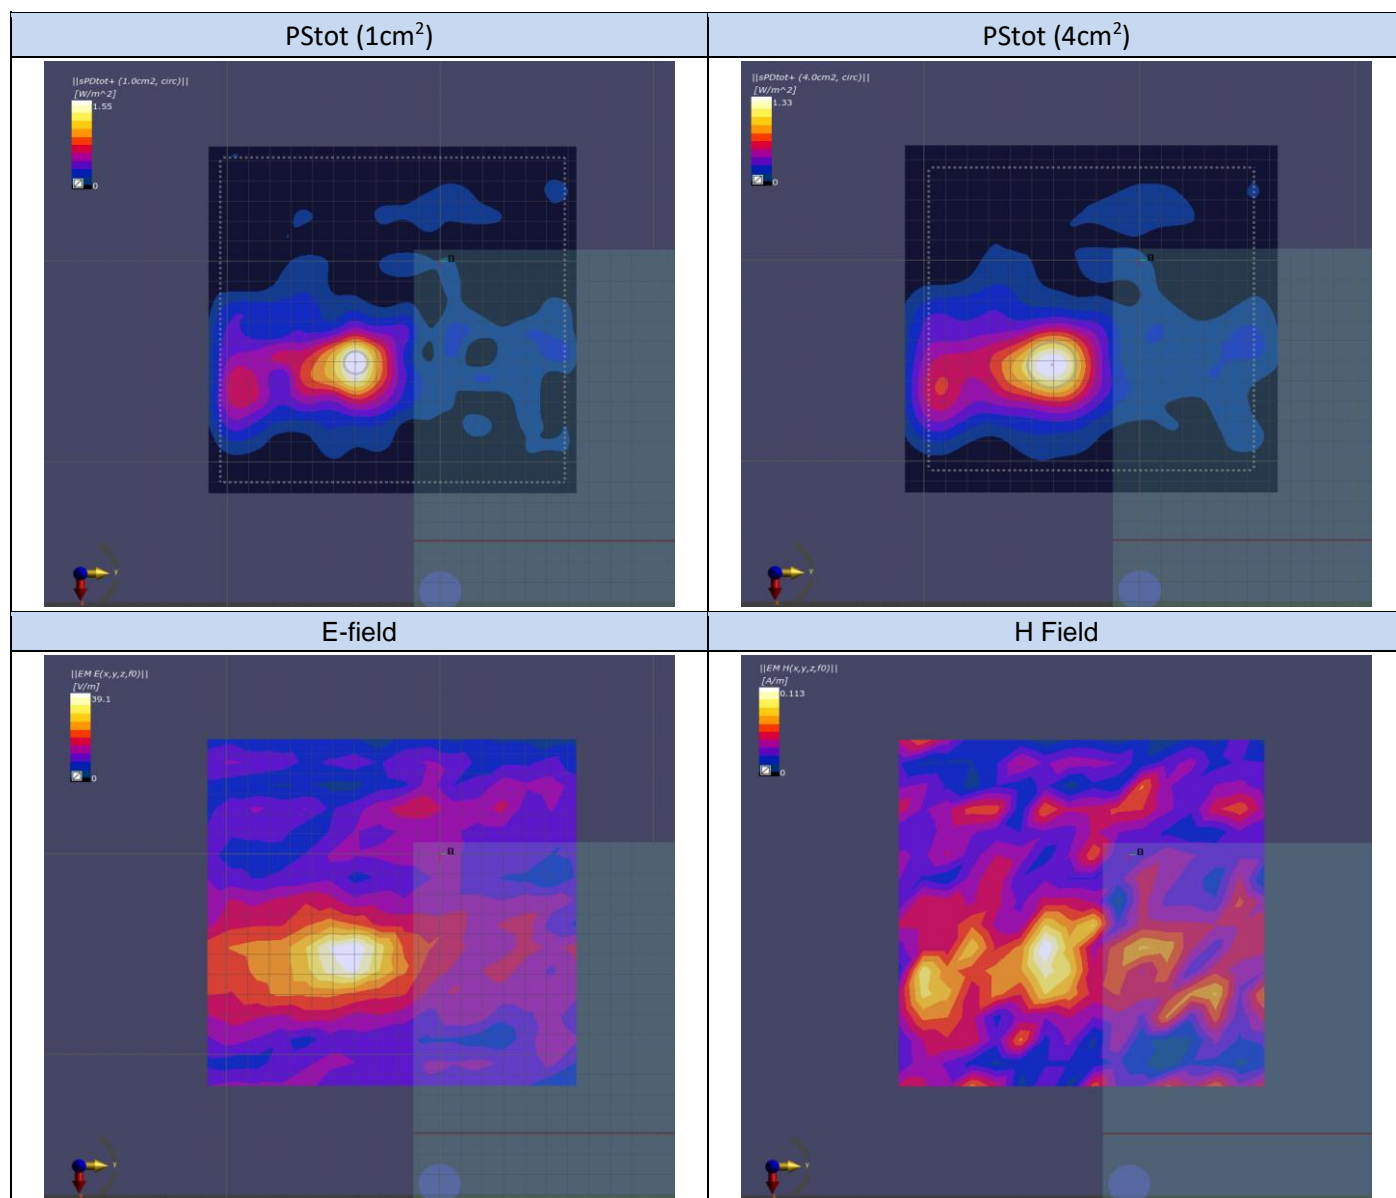 PStot (1cm²)
PStot (4cm²)
||sPDtot+ (1.0cm2, circ)||
[W/m^2]
1.55
0
y
||sPDtot+ (4.0cm2, circ)||
[W/m^2]
1.33
0
y
E-field
H Field
||EM E(x,y,z,f0)||
[V/m]
39.1
0
y
||EM H(x,y,z,f0)||
[A/m]
0.113
0
y